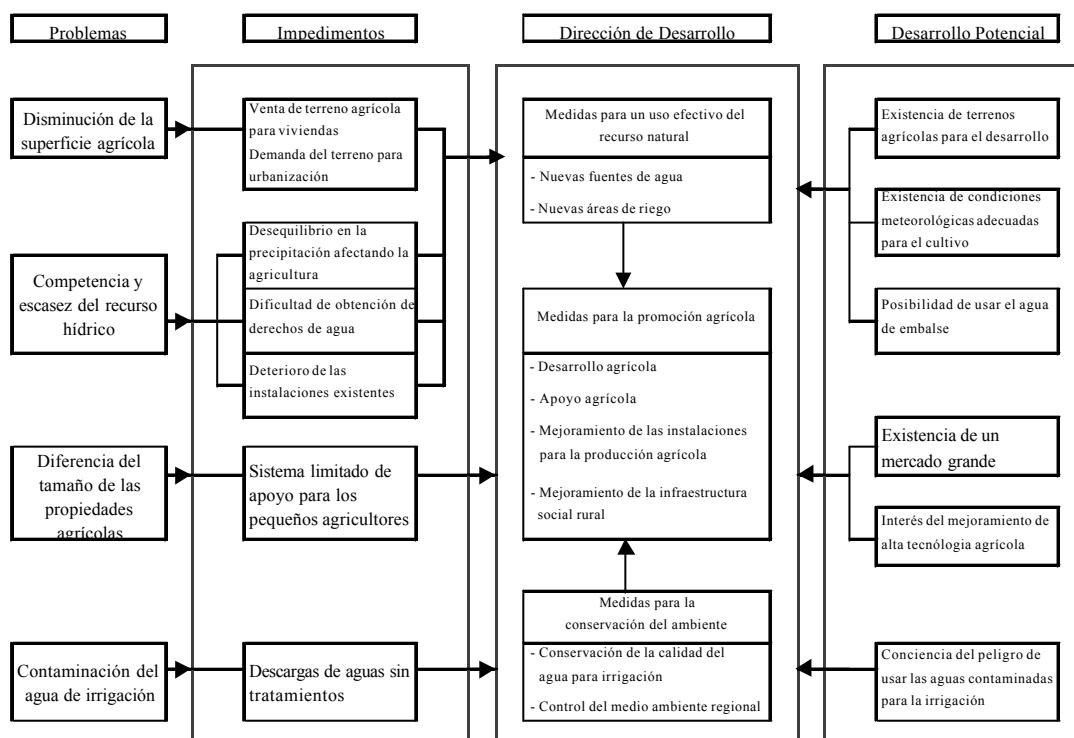 Problemas
Impedimentos
Dirección de Desarrollo
Desarrollo Potencial
Disminución de la
superficie agrícola
Competencia y
escasez del recurso
hídrico
Diferencia del
tamaño de las
propiedades
agrícolas
Contaminación del
agua de irrigación
Venta de terreno agrícola
para viviendas
Demanda del terreno para
urbanización
Desequilibrio en la
precipitación afectando la
agricultura
Dificultad de obtención de
derechos de agua
Deterioro de las
instalaciones existentes
Sistema limitado de
apoyo para los
pequeños agricultores
Descargas de aguas sin
tratamientos
Medidas para un uso efectivo del
recurso natural
- Nuevas fuentes de agua
- Nuevas áreas de riego
Medidas para la promoción agrícola
- Desarrollo agrícola
- Apoyo agrícola
- Mejoramiento de las instalaciones
para la producción agrícola
- Mejoramiento de la infraestructura
social rural
Medidas para la
conservación del ambiente
- Conservación de la calidad del
agua para irrigación
- Control del medio ambiente regional
Existencia de terrenos
agrícolas para el desarrollo
Existencia de condiciones
meteorológicas adecuadas
para el cultivo
Posibilidad de usar el agua
de embalse
Existencia de un
mercado grande
Interés del mejoramiento de
alta tecnólogia agrícola
Conciencia del peligro de
usar las aguas contaminadas
para la irrigación